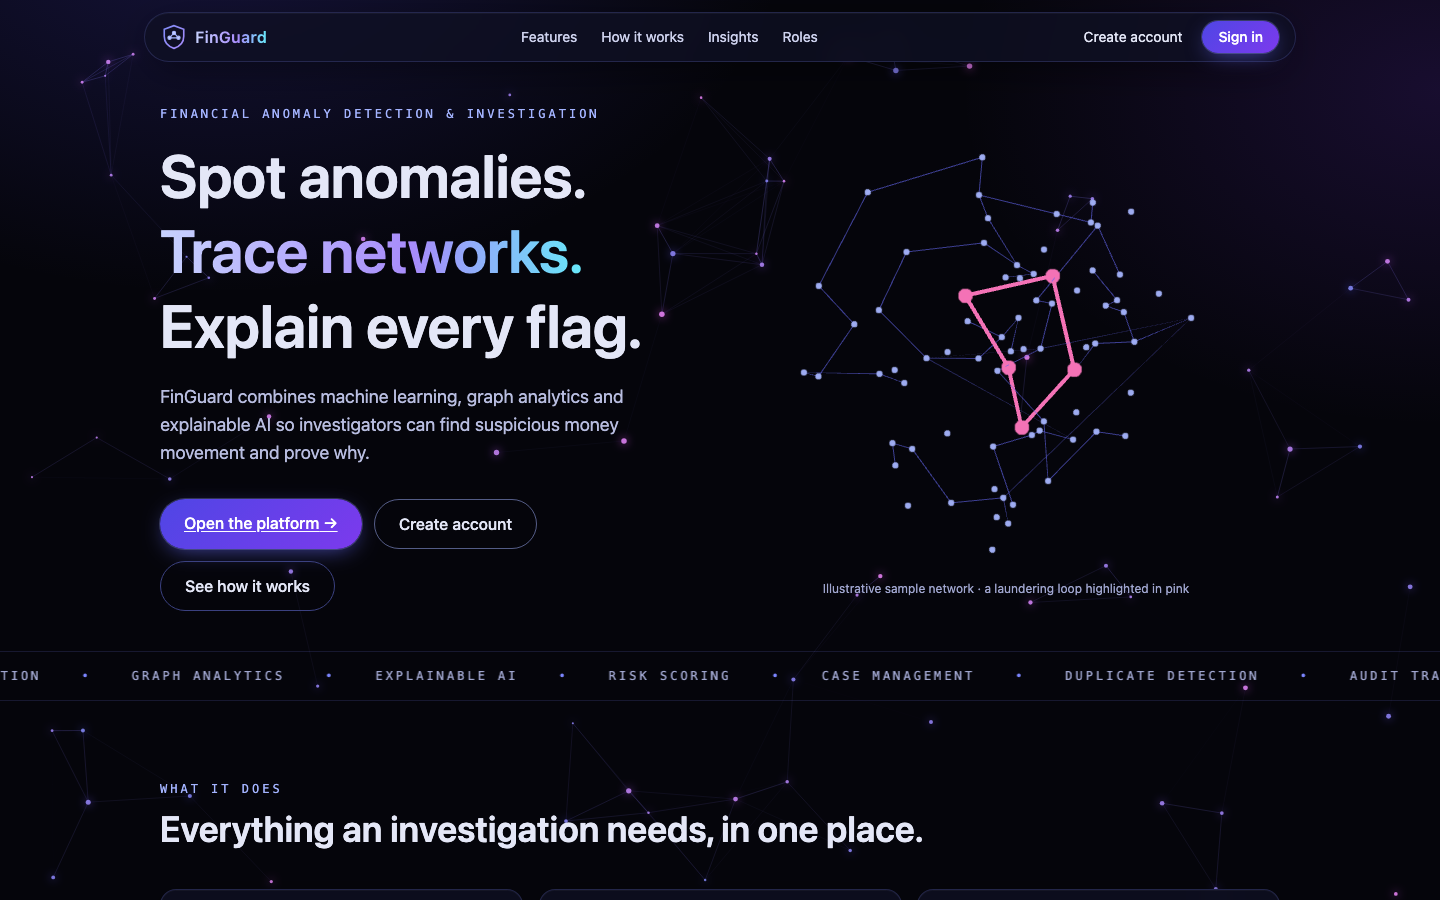 FinGuard
Features
How it works
Insights
Roles
Create account
Sign in
FINANCIAL ANOMALY DETECTION & INVESTIGATION
Spot anomalies.
Trace networks.
Explain every flag.
FinGuard combines machine learning, graph analytics and
explainable AI so investigators can find suspicious money
movement and prove why.
Open the platform →
Create account
See how it works
Illustrative sample network · a laundering loop highlighted in pink
TION • GRAPH ANALYTICS • EXPLAINABLE AI • RISK SCORING • CASE MANAGEMENT • DUPLICATE DETECTION • AUDIT TRA
WHAT IT DOES
Everything an investigation needs, in one place.